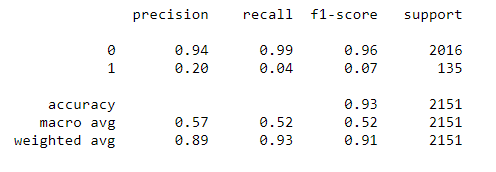 precision recall f1-score support
0 0.94 0.99 0.96 2016
1 0.20 0.04 0.07 135
accuracy 0.93 2151
macro avg 0.57 0.52 0.52 2151
weighted avg 0.89 0.93 0.91 2151